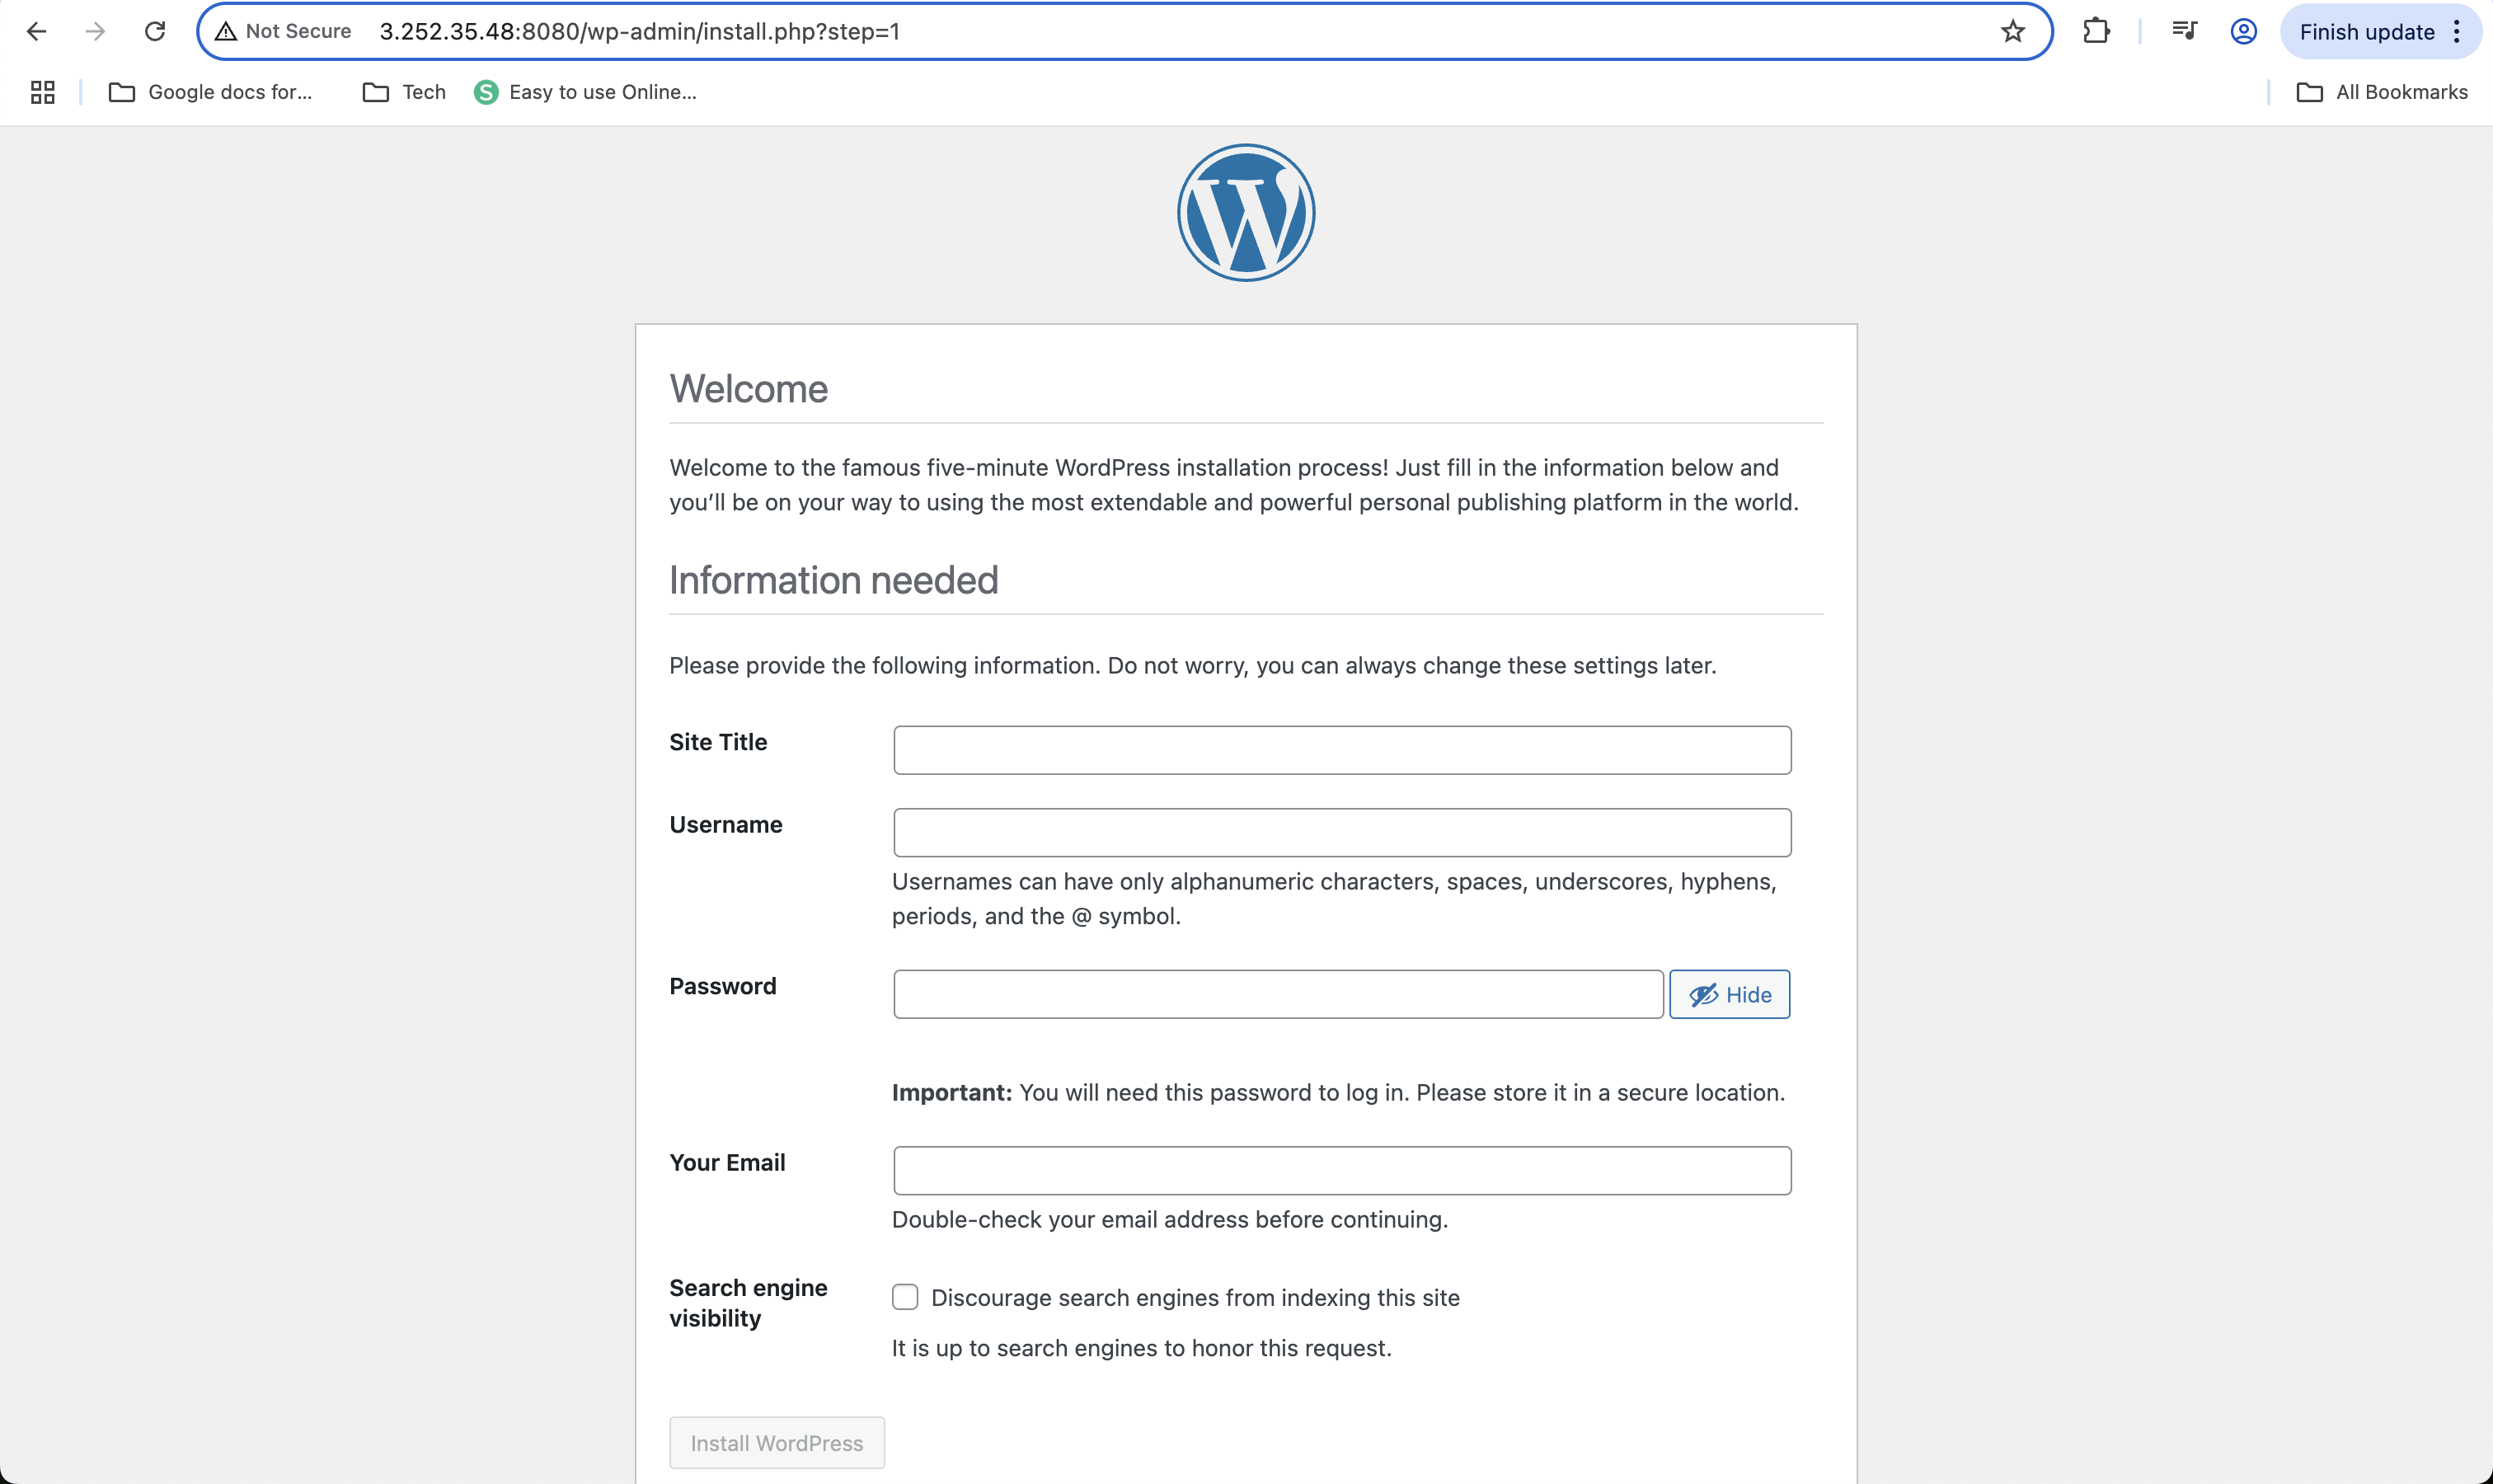 Not Secure 3.252.35.48:8080/wp-admin/install.php?step=1 Finish update
Google docs for... Tech S Easy to use Online... All Bookmarks
W
Welcome
Welcome to the famous five-minute WordPress installation process! Just fill in the information below and
you’ll be on your way to using the most extendable and powerful personal publishing platform in the world.
Information needed
Please provide the following information. Do not worry, you can always change these settings later.
Site Title
Username
Usernames can have only alphanumeric characters, spaces, underscores, hyphens,
periods, and the @ symbol.
Password
Hide
Important: You will need this password to log in. Please store it in a secure location.
Your Email
Double-check your email address before continuing.
Search engine
visibility
Discourage search engines from indexing this site
It is up to search engines to honor this request.
Install WordPress